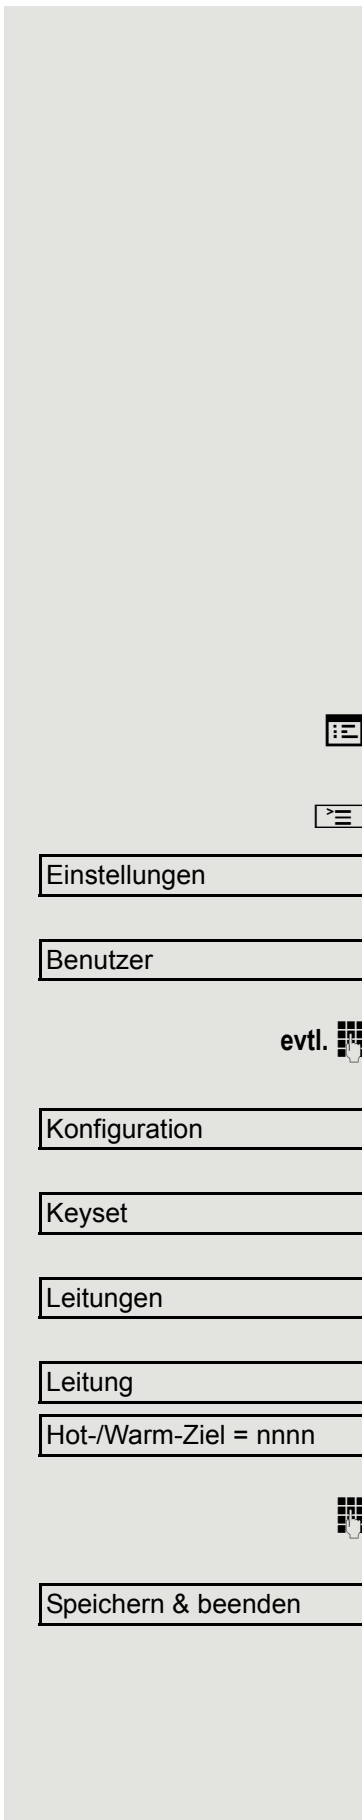 Einstellungen
Benutzer
evtl.
Konfiguration
Keyset
Leitungen
Leitung
Hot-/Warm-Ziel = nnnn
Speichern & beenden